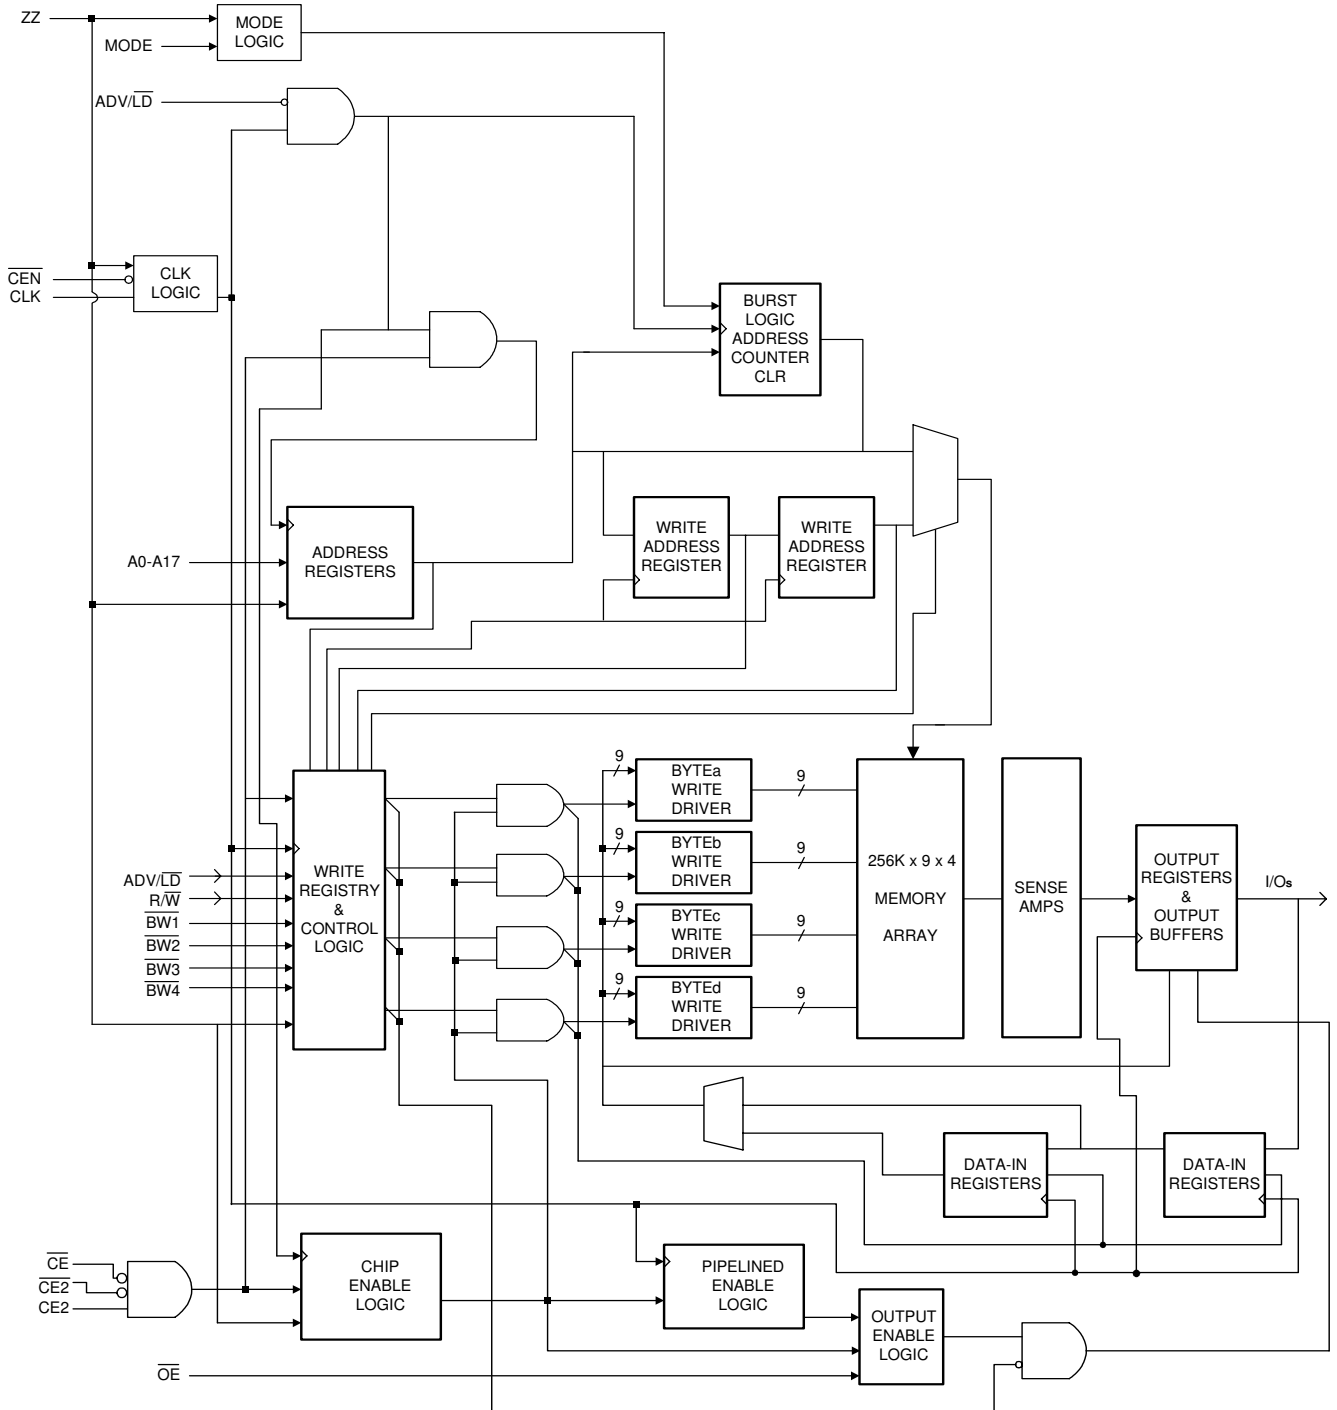 ZZ
MODE
LOGIC
MODE
ADV/LD
CEN
CLK
CLK
LOGIC
BURST
LOGIC
ADDRESS
COUNTER
CLR
A0-A17
ADDRESS
REGISTERS
WRITE
ADDRESS
REGISTER
WRITE
ADDRESS
REGISTER
ADV/LD
R/W
BW1
BW2
BW3
BW4
WRITE
REGISTRY
&
CONTROL
LOGIC
9
BYTEa
WRITE
DRIVER
9
9
BYTEb
WRITE
DRIVER
9
9
BYTEc
WRITE
DRIVER
9
9
BYTEd
WRITE
DRIVER
9
256K x 9 x 4
MEMORY
ARRAY
SENSE
AMPS
OUTPUT
REGISTERS
&
OUTPUT
BUFFERS
I/Os
DATA-IN
REGISTERS
DATA-IN
REGISTERS
CE
CE2
CE2
CHIP
ENABLE
LOGIC
PIPELINED
ENABLE
LOGIC
OUTPUT
ENABLE
LOGIC
OE